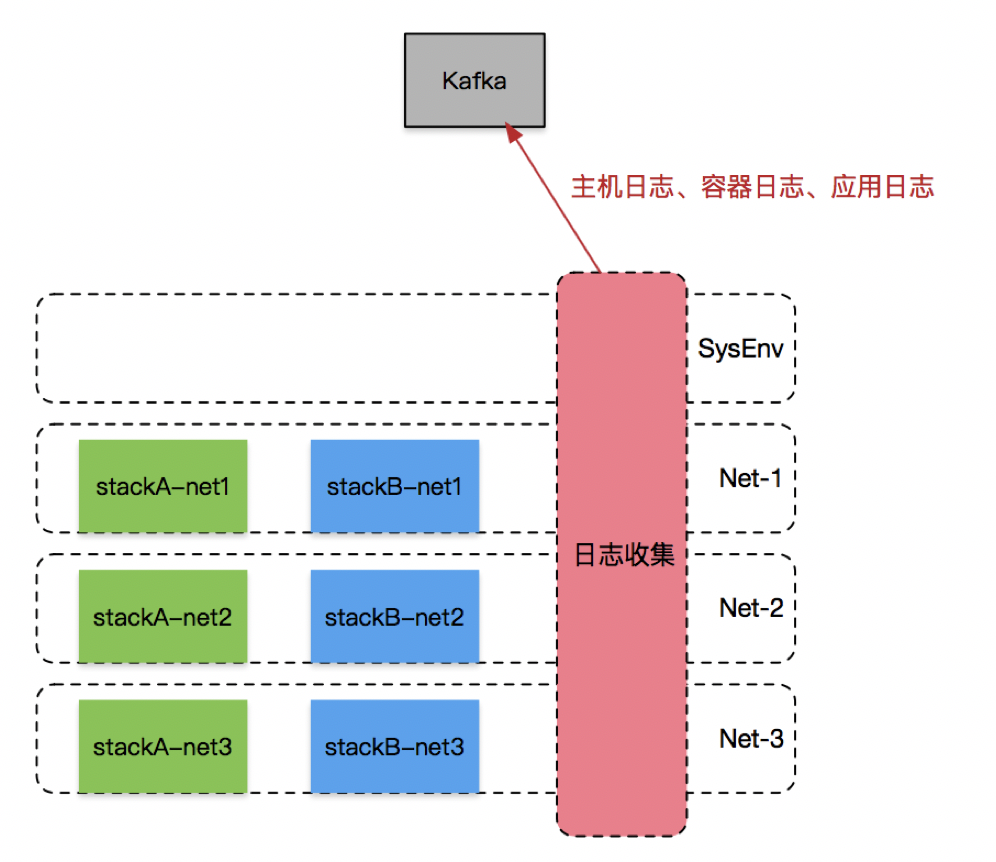 Kafka
主机日志、容器日志、应用日志
SysEnv
stackA-net1
stackB-net1
Net-1
日志收集
stackA-net2
stackB-net2
Net-2
stackA-net3
stackB-net3
Net-3